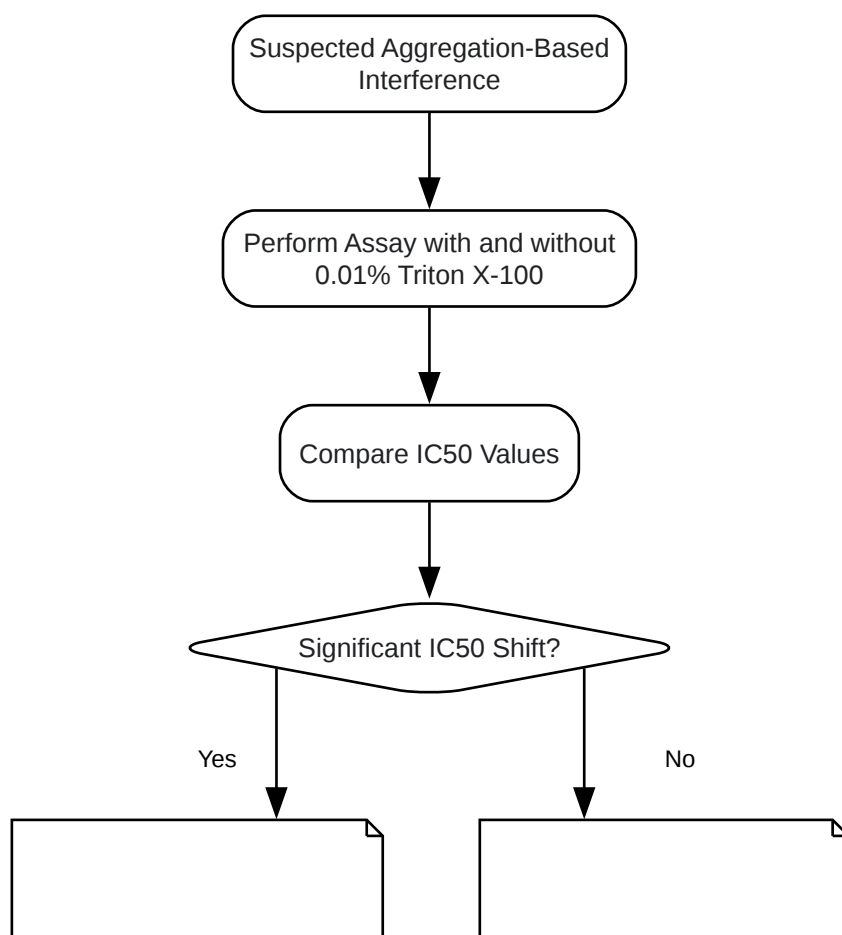 Suspected Aggregation-Based
Interference
Perform Assay with and without
0.01% Triton X-100
Compare IC50 Values
Significant IC50 Shift?
Yes
No